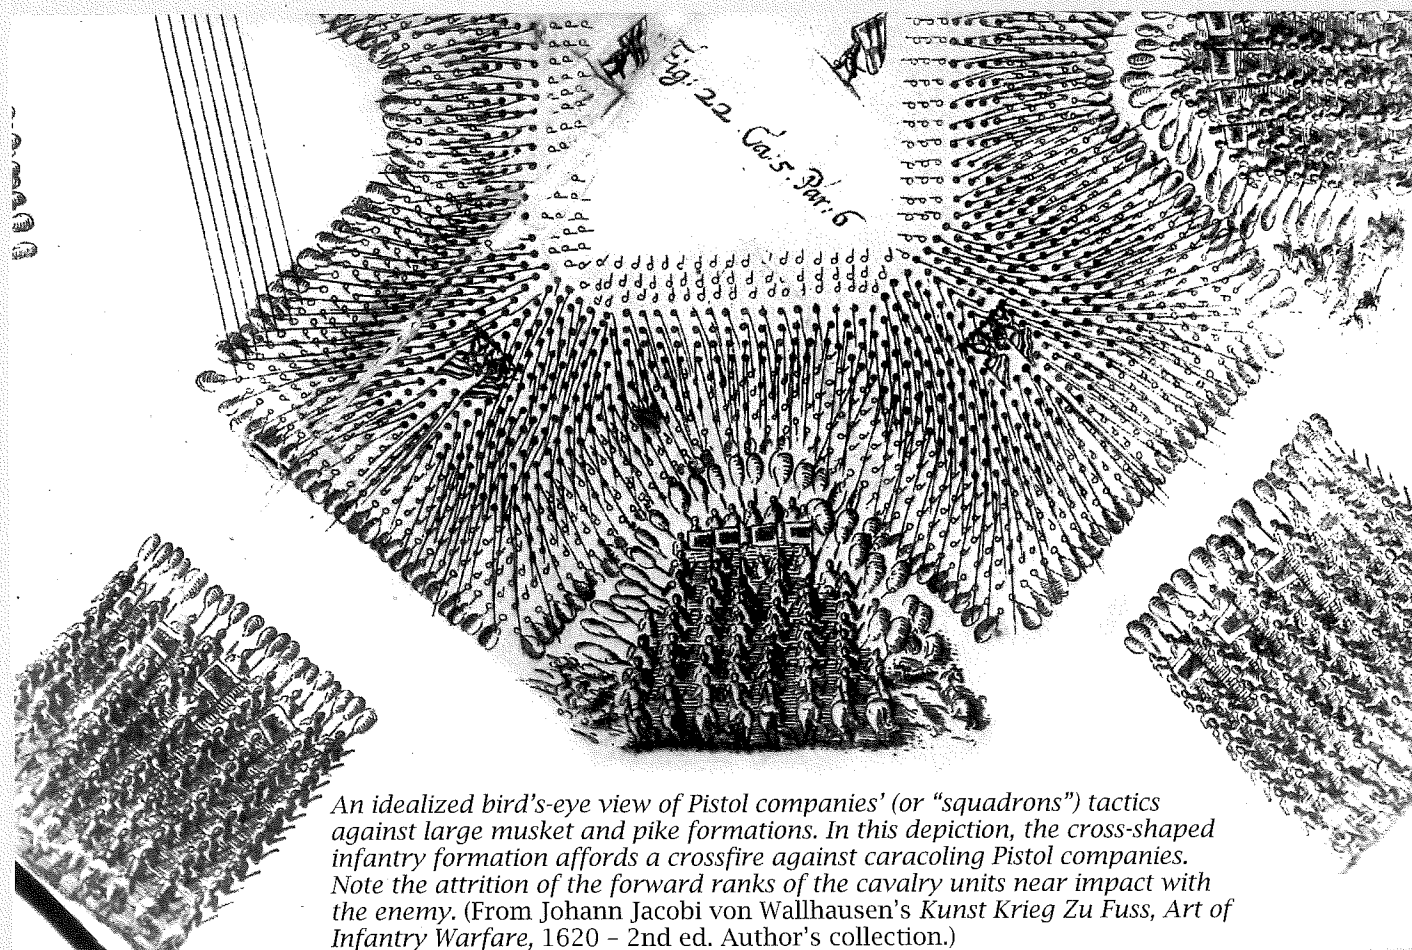 Fig: 22. Ca: 5. Par: 6
An idealized bird's-eye view of Pistol companies' (or “squadrons”) tactics
against large musket and pike formations. In this depiction, the cross-shaped
infantry formation affords a crossfire against caracoling Pistol companies.
Note the attrition of the forward ranks of the cavalry units near impact with
the enemy. (From Johann Jacobi von Wallhausen's Kunst Krieg Zu Fuss, Art of
Infantry Warfare, 1620 – 2nd ed. Author's collection.)